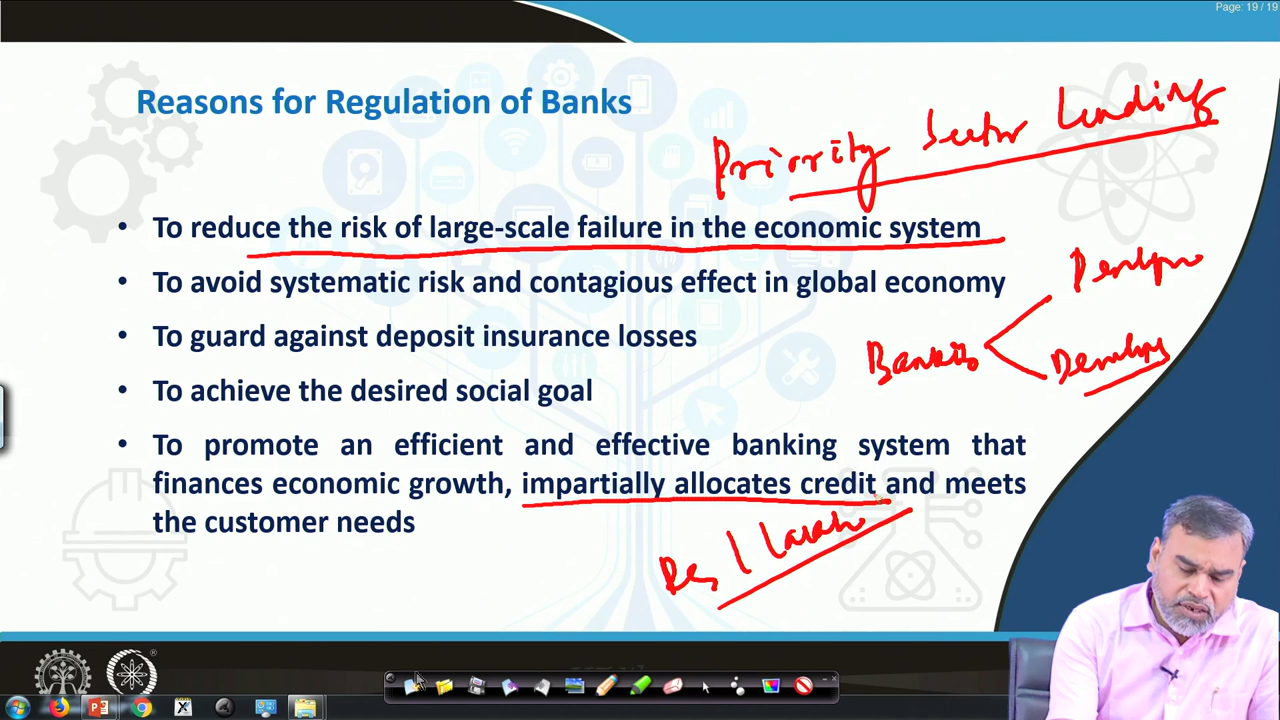 Page: 19 / 19
Reasons for Regulation of Banks
Priority Sector Lending
• To reduce the risk of large-scale failure in the economic system
• To avoid systematic risk and contagious effect in global economy
• To guard against deposit insurance losses
• To achieve the desired social goal
• To promote an efficient and effective banking system that
finances economic growth, impartially allocates credit and meets
the customer needs